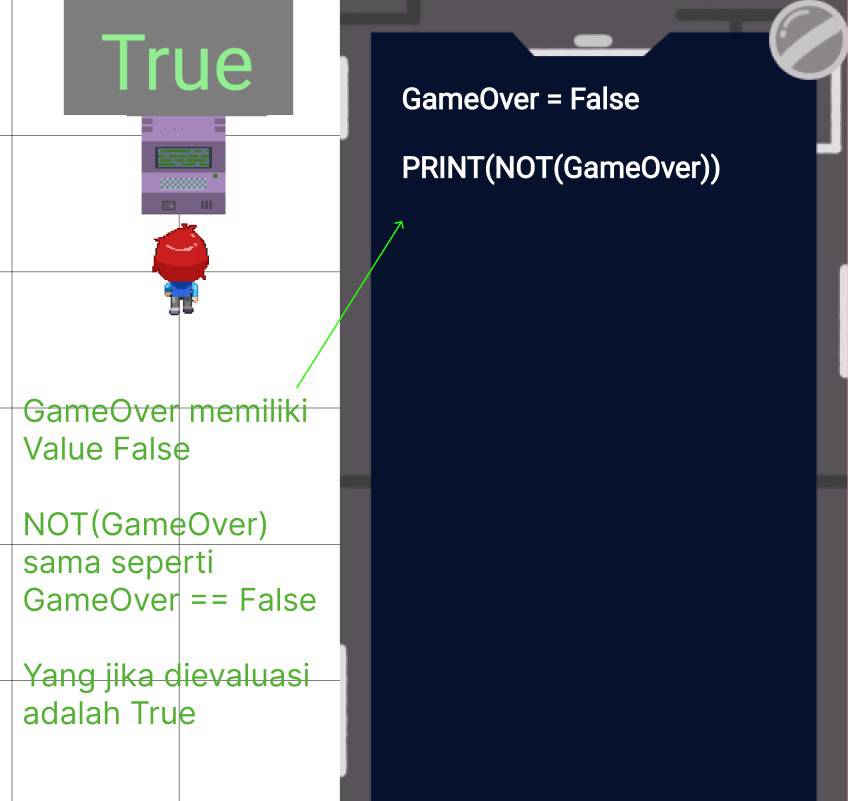 True
GameOver = False
PRINT(NOT(GameOver))
GameOver memiliki
Value False
NOT(GameOver)
sama seperti
GameOver == False
Yang jika dievaluasi
adalah True